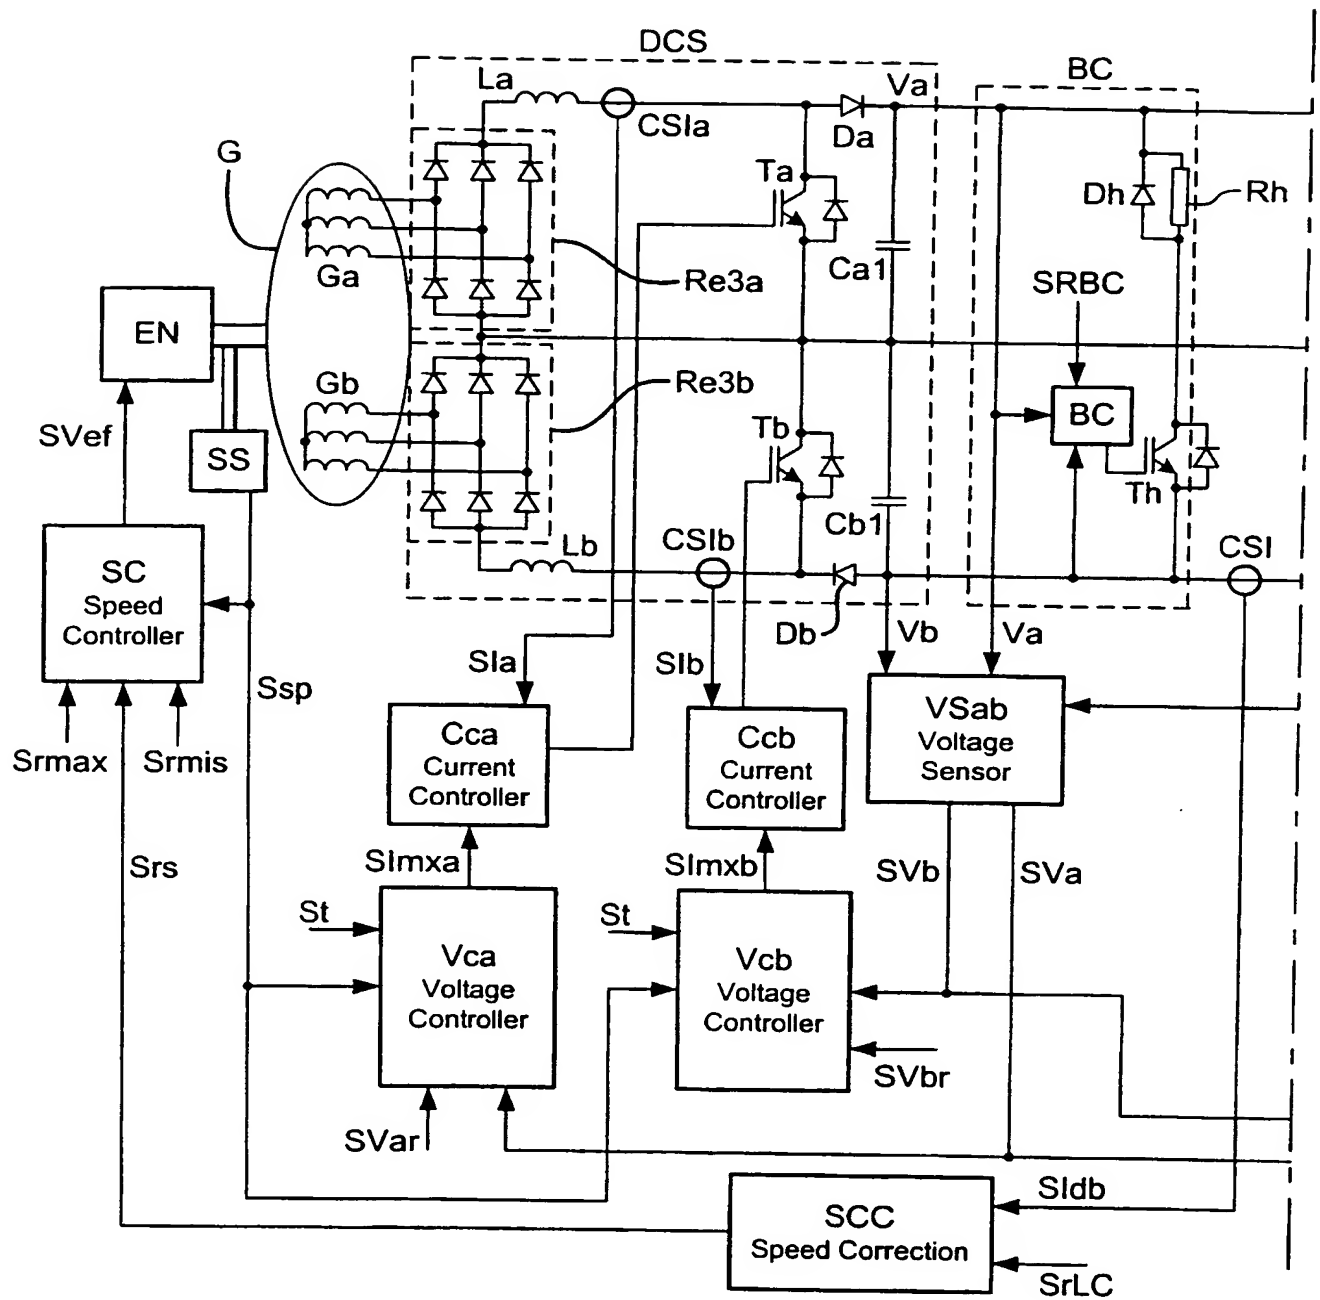 DCS
BC
La
Va
CSIa
Da
G
Ta
Dh
Rh
Ga
Re3a
Ca1
SRBC
EN
Gb
Re3b
BC
SVef
SS
Tb
Th
Lb
CSIb
Cb1
CSI
SC
Speed
Controller
Db
Vb
Va
SIa
SIb
Ssp
Srmax
Srmis
Cca
Current
Controller
Ccb
Current
Controller
VSab
Voltage
Sensor
Srs
SImxa
SImxb
SVb
SVa
St
St
Vca
Voltage
Controller
Vcb
Voltage
Controller
SVbr
SVar
SIdb
SCC
Speed Correction
SrLC